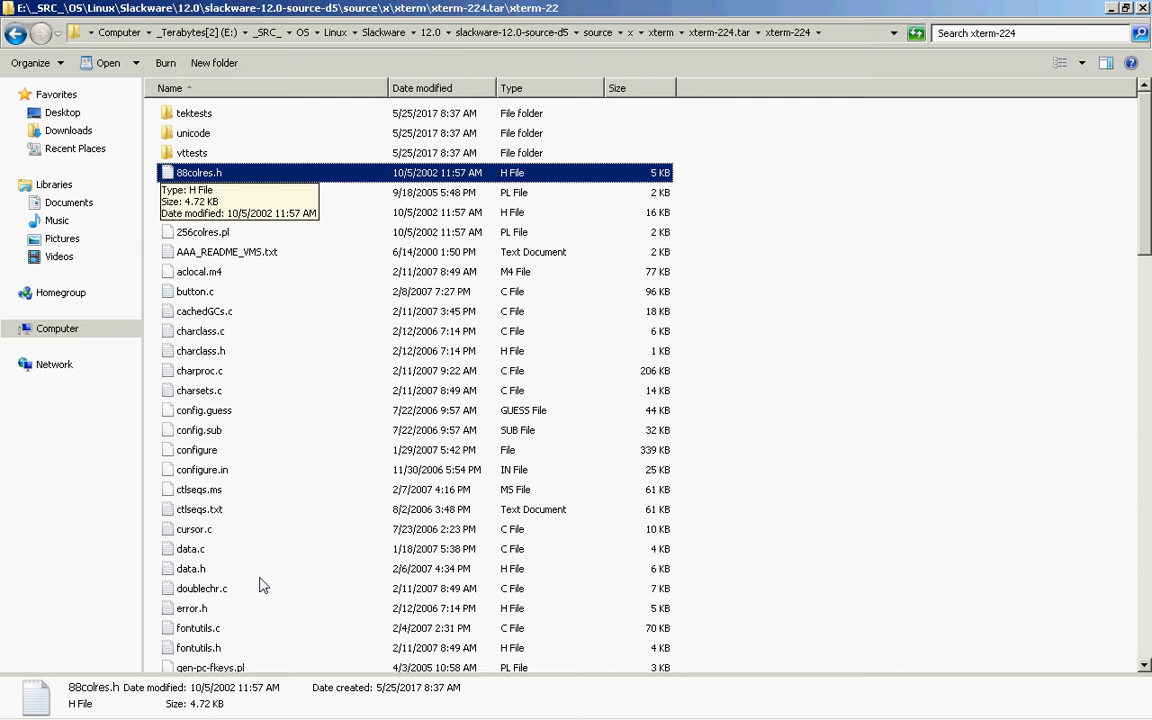 E:\_SRC_\OS\Linux\Slackware\12.0\slackware-12.0-source-d5\source\x\xterm\xterm-224.tar\xterm-22
Computer _Terabytes[2] (E:) _SRC_ OS Linux Slackware 12.0 slackware-12.0-source-d5 source x xterm xterm-224.tar xterm-224 Search xterm-224
Organize Open Burn New folder
Name Date modified Type Size
Favorites
Desktop
Downloads
Recent Places
Libraries
Documents
Music
Pictures
Videos
Homegroup
Computer
Network
tektests 5/25/2017 8:37 AM File folder
unicode 5/25/2017 8:37 AM File folder
vttests 5/25/2017 8:37 AM File folder
88colres.h 10/5/2002 11:57 AM H File 5 KB
Type: H File
Size: 4.72 KB
Date modified: 10/5/2002 11:57 AM
9/18/2005 5:48 PM PL File 2 KB
10/5/2002 11:57 AM H File 16 KB
256colres.pl 10/5/2002 11:57 AM PL File 2 KB
AAA_README_VMS.txt 6/14/2000 1:50 PM Text Document 2 KB
aclocal.m4 2/11/2007 8:49 AM M4 File 77 KB
button.c 2/8/2007 7:27 PM C File 96 KB
cachedGCs.c 2/11/2007 3:45 PM C File 18 KB
charclass.c 2/12/2006 7:14 PM C File 6 KB
charclass.h 2/12/2006 7:14 PM H File 1 KB
charproc.c 2/11/2007 9:22 AM C File 206 KB
charsets.c 2/11/2007 8:49 AM C File 14 KB
config.guess 7/22/2006 9:57 AM GUESS File 44 KB
config.sub 7/22/2006 9:57 AM SUB File 32 KB
configure 1/29/2007 5:42 PM File 339 KB
configure.in 11/30/2006 5:54 PM IN File 25 KB
ctlseqs.ms 2/7/2007 4:16 PM MS File 61 KB
ctlseqs.txt 8/2/2006 3:48 PM Text Document 61 KB
cursor.c 7/23/2006 2:23 PM C File 10 KB
data.c 1/18/2007 5:38 PM C File 4 KB
data.h 2/6/2007 4:34 PM H File 6 KB
doublechr.c 2/11/2007 8:49 AM C File 7 KB
error.h 2/12/2006 7:14 PM H File 5 KB
fontutils.c 2/4/2007 2:31 PM C File 70 KB
fontutils.h 2/11/2007 8:49 AM H File 4 KB
gen-pc-fkeys.pl 4/3/2005 10:58 AM PL File 3 KB
88colres.h Date modified: 10/5/2002 11:57 AM Date created: 5/25/2017 8:37 AM
H File Size: 4.72 KB